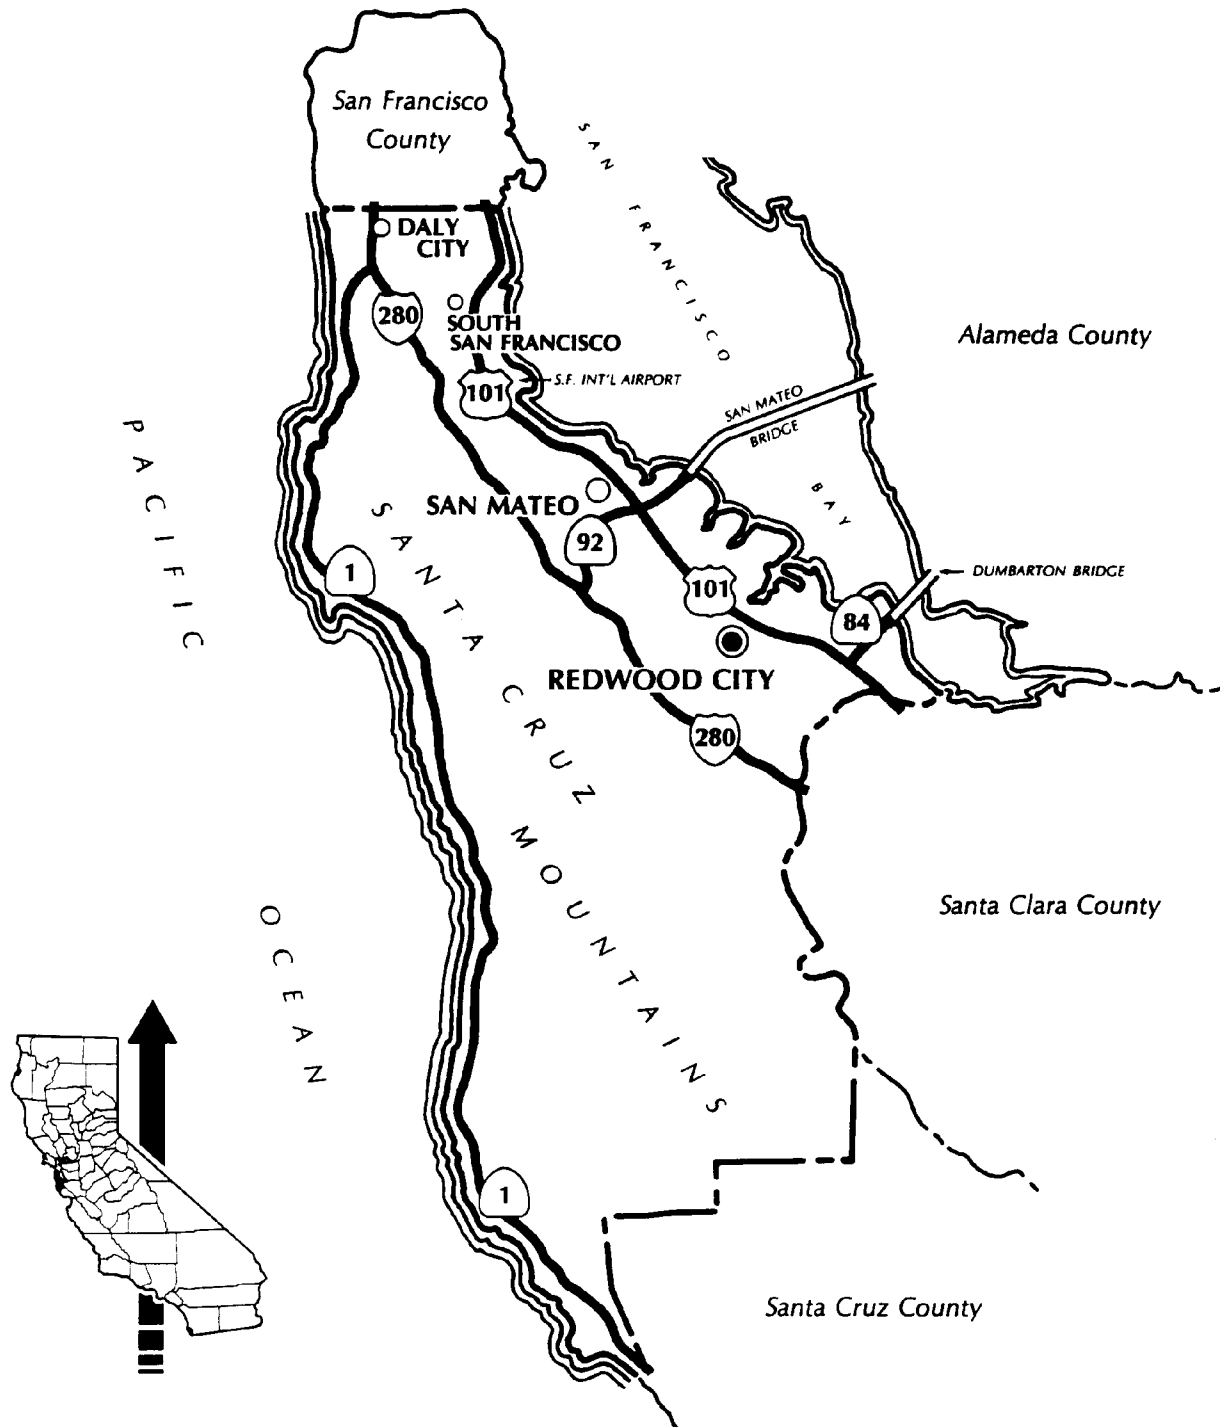 San Francisco
County
SAN FRANCISCO
BAY
DALY
CITY
280
SOUTH
SAN FRANCISCO
101
S.F. INT'L AIRPORT
Alameda County
SAN MATEO
BRIDGE
PACIFIC
OCEAN
SAN MATEO
92
SANTA CRUZ
MOUNTAINS
1
101
DUMBARTON BRIDGE
84
REDWOOD CITY
280
Santa Clara County
1
Santa Cruz County